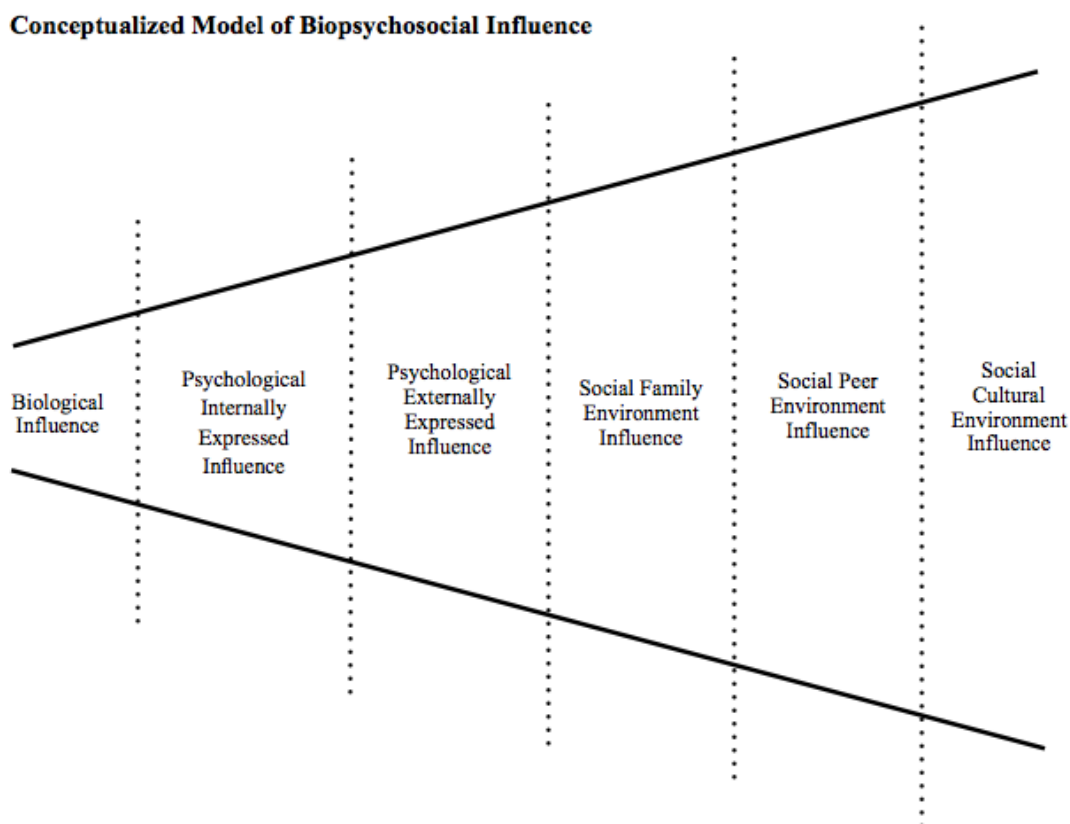 Conceptualized Model of Biopsychosocial Influence
Biological
Influence
Psychological
Internally
Expressed
Influence
Psychological
Externally
Expressed
Influence
Social Family
Environment
Influence
Social Peer
Environment
Influence
Social
Cultural
Environment
Influence